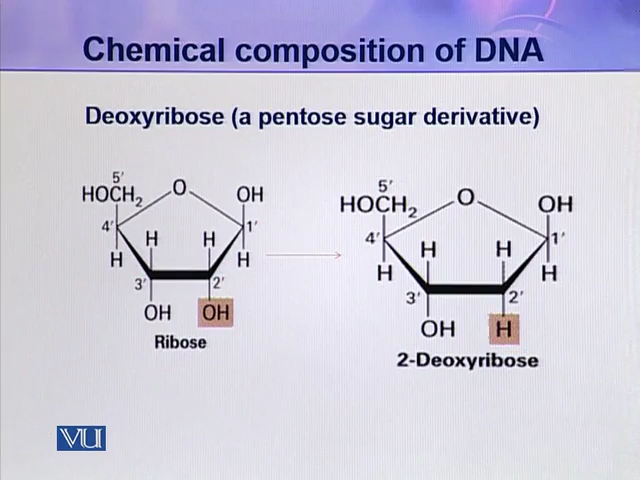 Chemical composition of DNA
Deoxyribose (a pentose sugar derivative)
5'
HOCH2 O OH
4' H H 1'
H H
3' 2'
OH OH
Ribose
5'
HOCH2 O OH
4' H H 1'
H H
3' 2'
OH H
2-Deoxyribose
VU